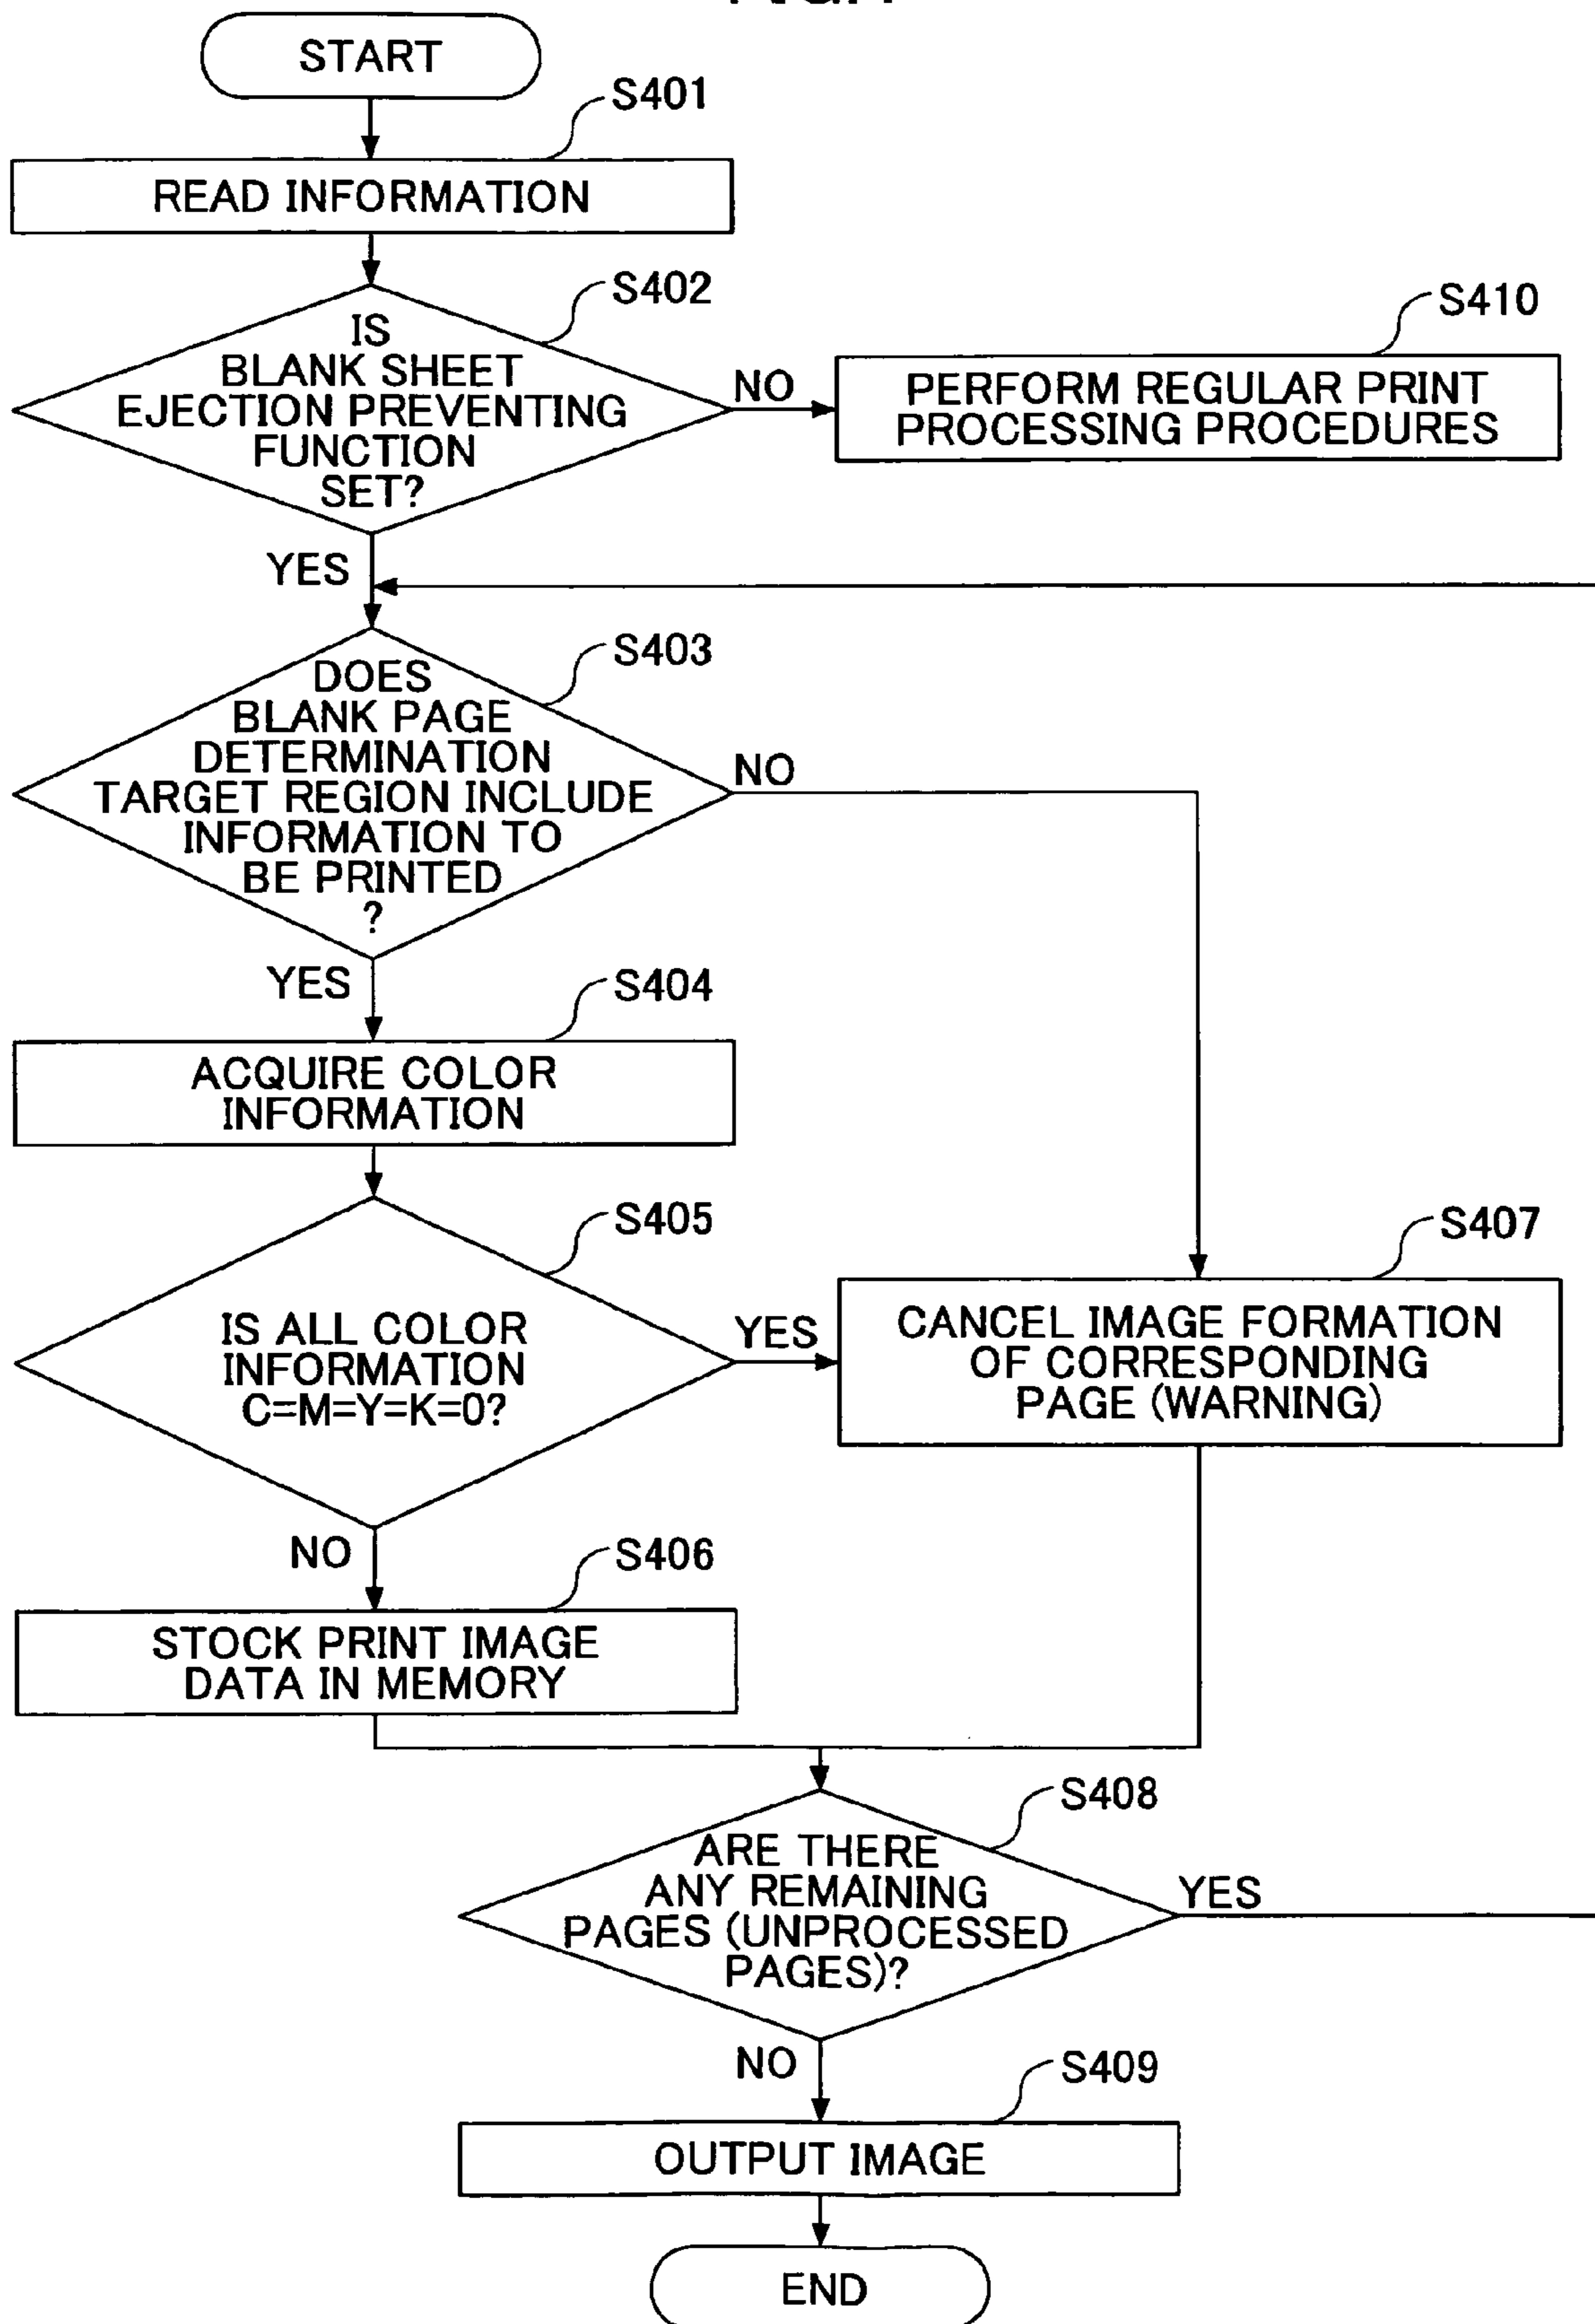 START
S401
READ INFORMATION
S402
IS
BLANK SHEET
EJECTION PREVENTING
FUNCTION
SET?
NO
S410
PERFORM REGULAR PRINT
PROCESSING PROCEDURES
YES
S403
DOES
BLANK PAGE
DETERMINATION
TARGET REGION INCLUDE
INFORMATION TO
BE PRINTED
?
NO
YES
S404
ACQUIRE COLOR
INFORMATION
S405
IS ALL COLOR
INFORMATION
C=M=Y=K=0?
YES
S407
CANCEL IMAGE FORMATION
OF CORRESPONDING
PAGE (WARNING)
NO
S406
STOCK PRINT IMAGE
DATA IN MEMORY
S408
ARE THERE
ANY REMAINING
PAGES (UNPROCESSED
PAGES)?
YES
NO
S409
OUTPUT IMAGE
END